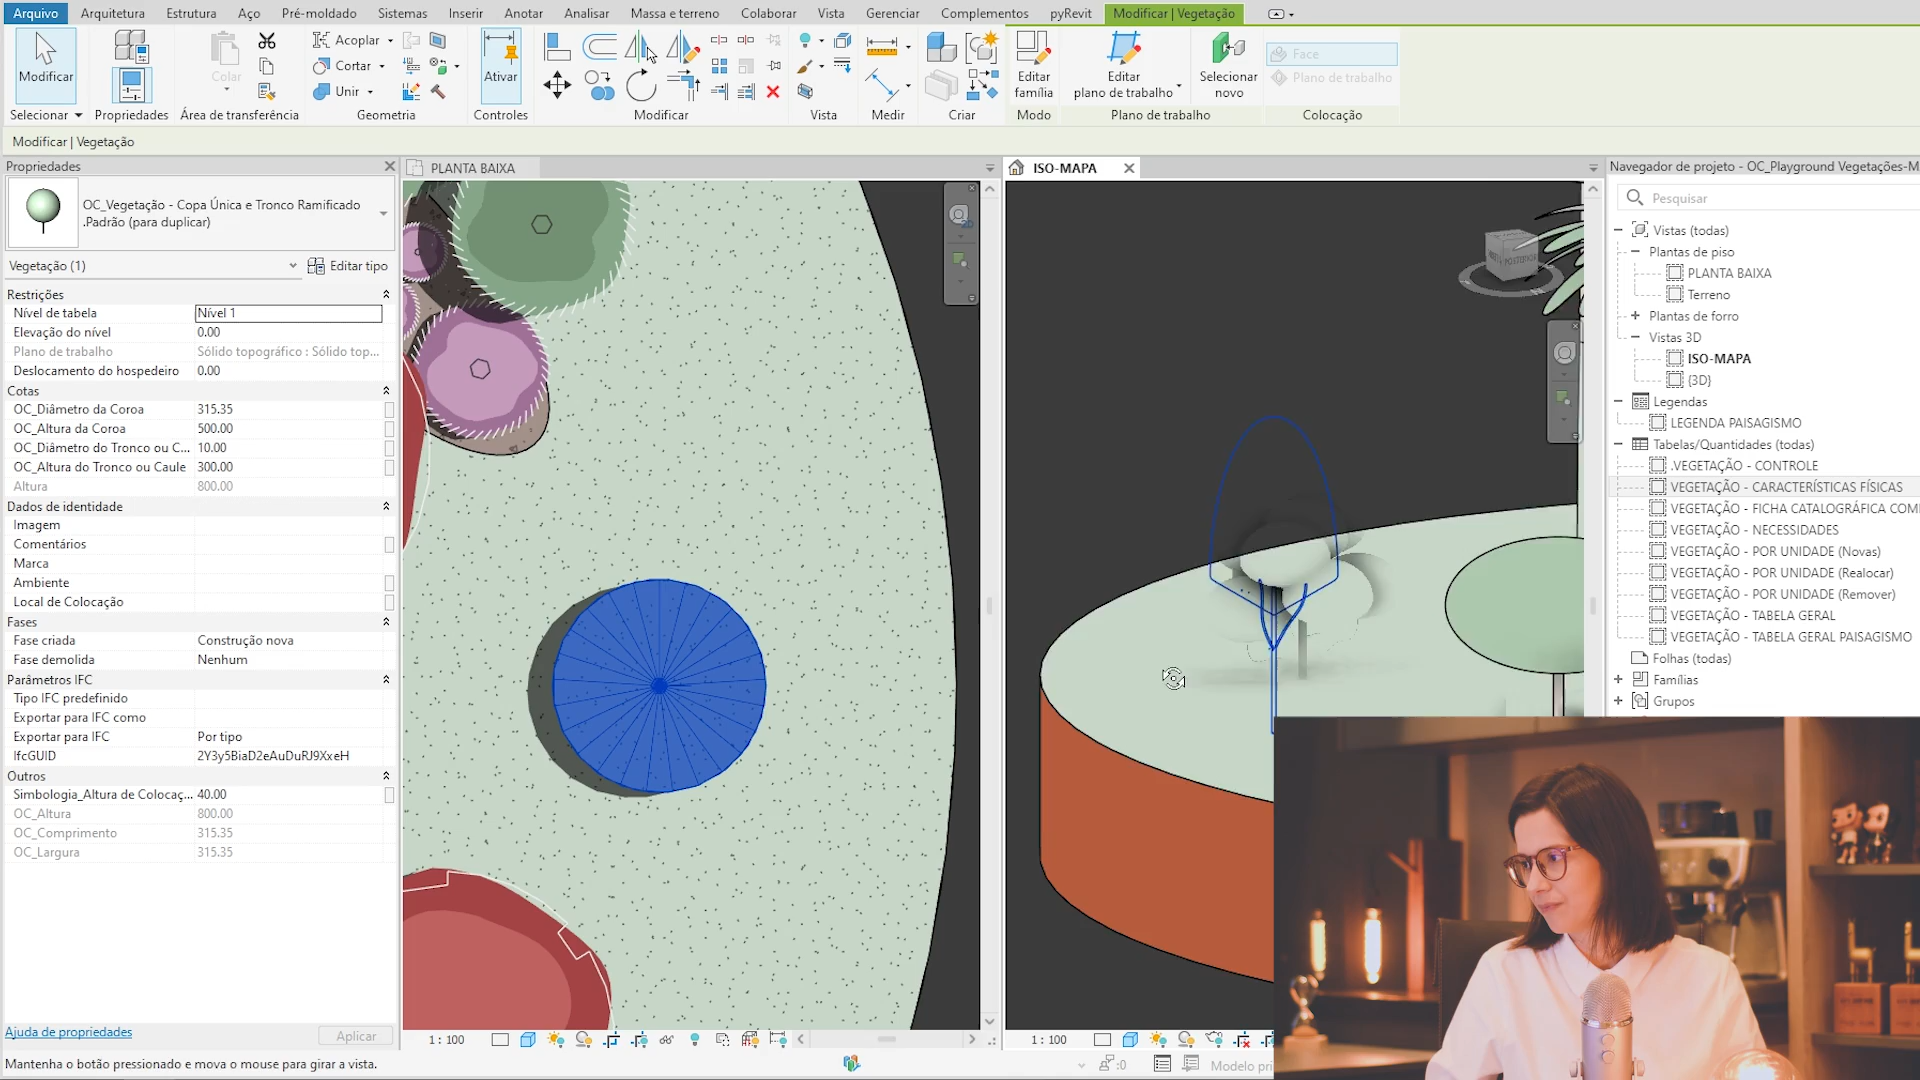 Arquivo Arquitetura Estrutura Aço Pré-moldado Sistemas Inserir Anotar Analisar Massa e terreno Colaborar Vista Gerenciar Complementos pyRevit Modificar | Vegetação
Modificar
Colar
Acoplar
Cortar
Unir
Ativar
Editar família
Editar plano de trabalho
Selecionar novo
Face
Plano de trabalho
Selecionar Propriedades Área de transferência Geometria Controles Modificar Vista Medir Criar Modo Plano de trabalho Colocação
Modificar | Vegetação
Propriedades
OC_Vegetação - Copa Única e Tronco Ramificado
.Padrão (para duplicar)
Vegetação (1)
Editar tipo
Restrições
Nível de tabela Nível 1
Elevação do nível 0.00
Plano de trabalho Sólido topográfico : Sólido top...
Deslocamento do hospedeiro 0.00
Cotas
OC_Diâmetro da Coroa 315.35
OC_Altura da Coroa 500.00
OC_Diâmetro do Tronco ou C... 10.00
OC_Altura do Tronco ou Caule 300.00
Altura 800.00
Dados de identidade
Imagem
Comentários
Marca
Ambiente
Local de Colocação
Fases
Fase criada Construção nova
Fase demolida Nenhum
Parâmetros IFC
Tipo IFC predefinido
Exportar para IFC como
Exportar para IFC Por tipo
IfcGUID 2Y3y5BiaD2eAuDuRJ9XxeH
Outros
Simbologia_Altura de Colocaç... 40.00
OC_Altura 800.00
OC_Comprimento 315.35
OC_Largura 315.35
Ajuda de propriedades
Aplicar
Mantenha o botão pressionado e mova o mouse para girar a vista.
PLANTA BAIXA
1 : 100
ISO-MAPA
1 : 100
:0
Modelo pri
Navegador de projeto - OC_Playground Vegetações-M
Pesquisar
Vistas (todas)
Plantas de piso
PLANTA BAIXA
Terreno
Plantas de forro
Vistas 3D
ISO-MAPA
{3D}
Legendas
LEGENDA PAISAGISMO
Tabelas/Quantidades (todas)
.VEGETAÇÃO - CONTROLE
VEGETAÇÃO - CARACTERÍSTICAS FÍSICAS
VEGETAÇÃO - FICHA CATALOGRÁFICA COM
VEGETAÇÃO - NECESSIDADES
VEGETAÇÃO - POR UNIDADE (Novas)
VEGETAÇÃO - POR UNIDADE (Realocar)
VEGETAÇÃO - POR UNIDADE (Remover)
VEGETAÇÃO - TABELA GERAL
VEGETAÇÃO - TABELA GERAL PAISAGISMO
Folhas (todas)
Famílias
Grupos